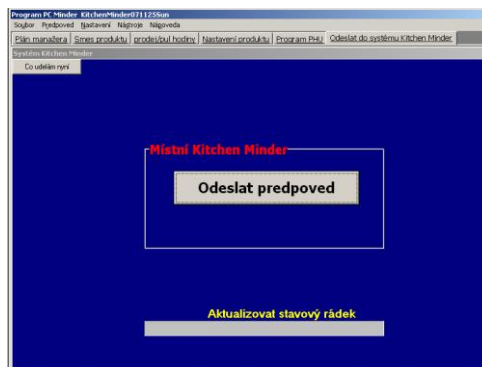 Program PC Minder KitchenMinder071125Sun
Soubor Predpoved Nastavení Nástroje Nápoveda
Plán manažera Smes produktu prodej/pul hodiny Nastavení produktu Program PHU Odeslat do systému Kitchen Minder
Systém Kitchen Minder
Co udelám nyní
Místní Kitchen Minder
Odeslat predpoved
Aktualizovat stavový rádek